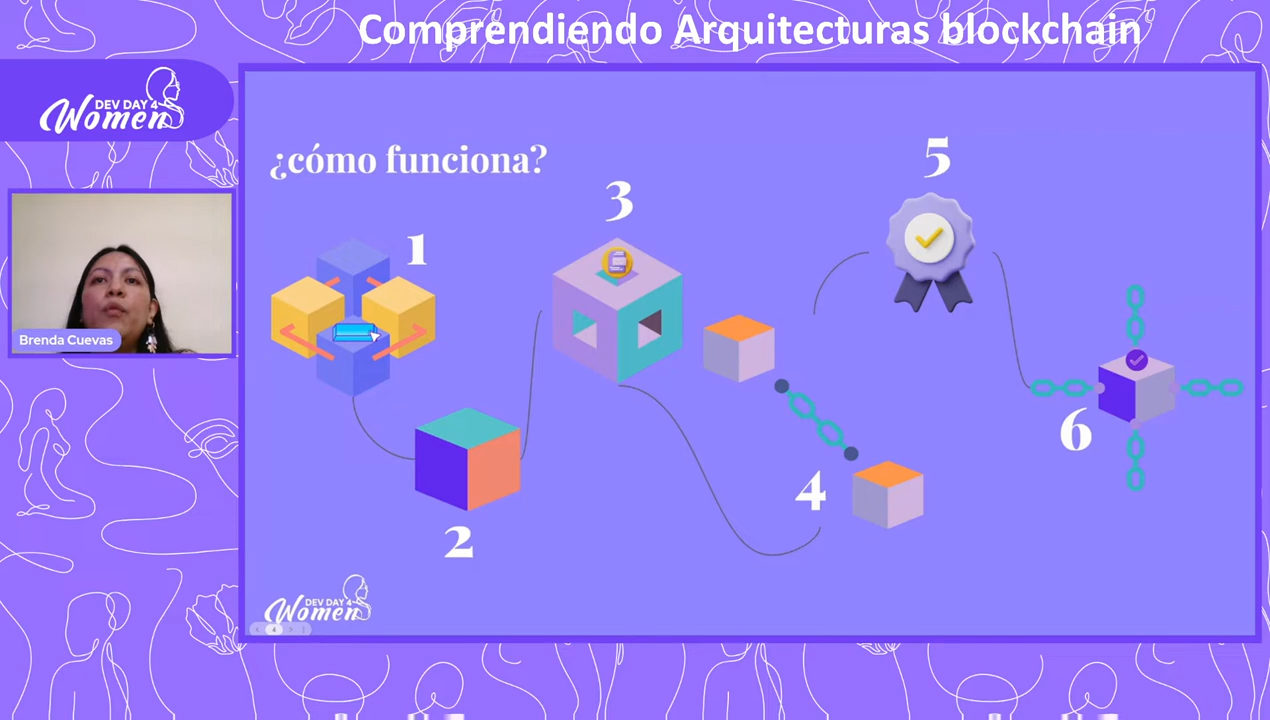 Comprendiendo Arquitecturas blockchain
DEV DAY 4
Women
¿cómo funciona?
5
3
1
Brenda Cuevas
6
4
2
DEV DAY 4
Women